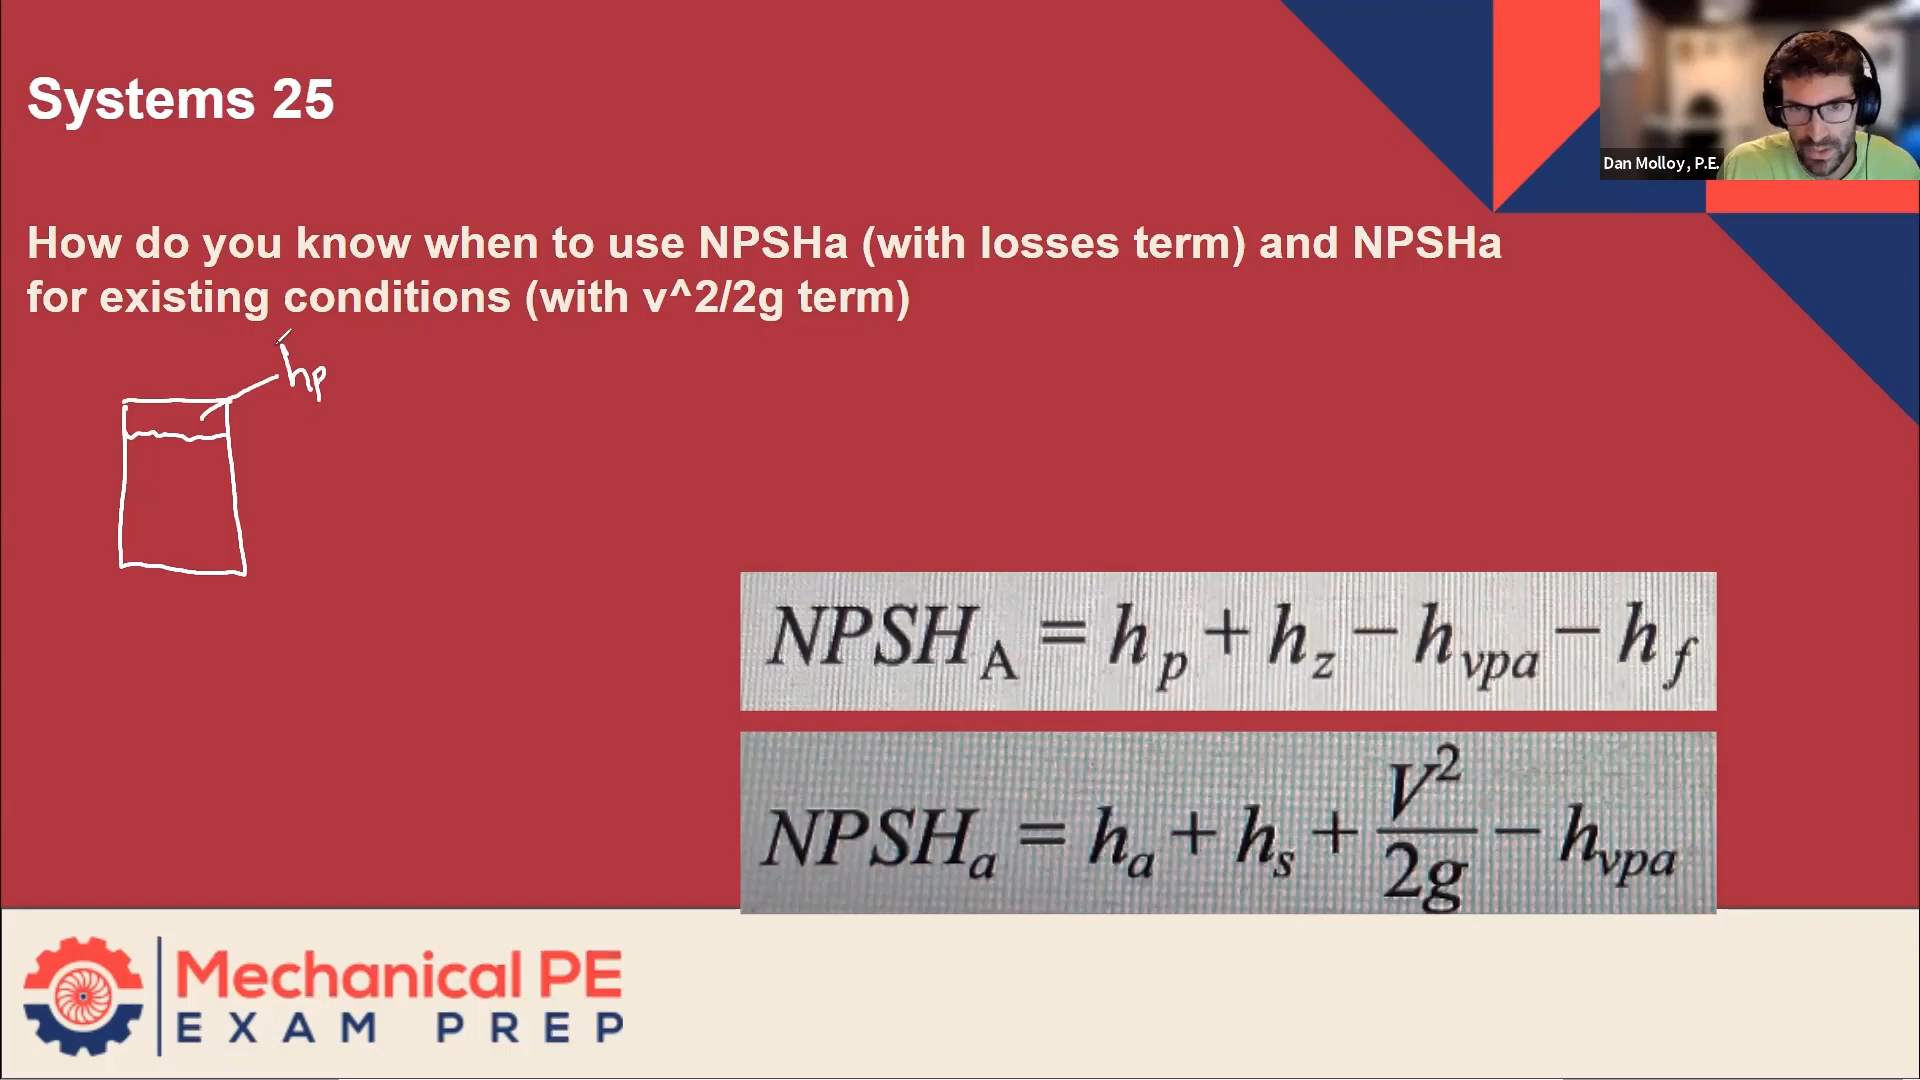 Systems 25
Dan Molloy, P.E.
How do you know when to use NPSHa (with losses term) and NPSHa
for existing conditions (with v^2/2g term)
hp
NPSH_A = h_p + h_z − h_vpa − h_f
NPSH_a = h_a + h_s + V²/2g − h_vpa
Mechanical PE
EXAM PREP